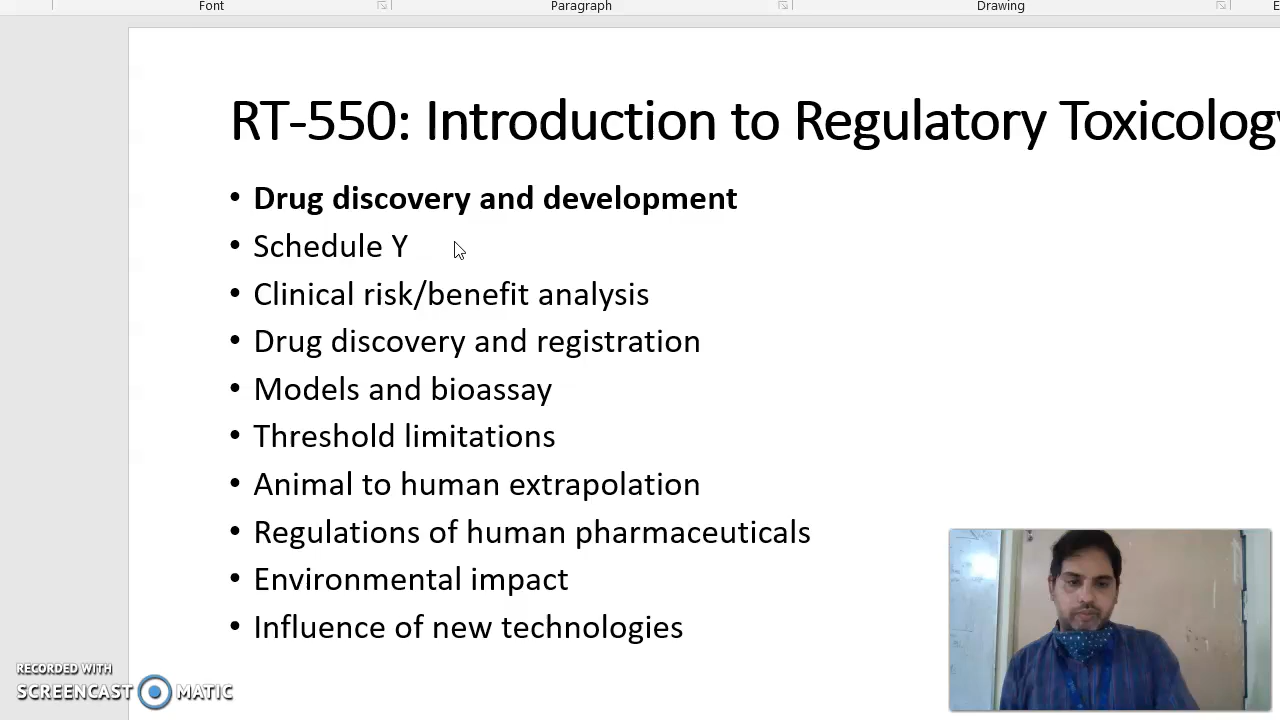 Font Paragraph Drawing E
RT-550: Introduction to Regulatory Toxicology
• Drug discovery and development
• Schedule Y
• Clinical risk/benefit analysis
• Drug discovery and registration
• Models and bioassay
• Threshold limitations
• Animal to human extrapolation
• Regulations of human pharmaceuticals
• Environmental impact
• Influence of new technologies
RECORDED WITH
SCREENCAST MATIC